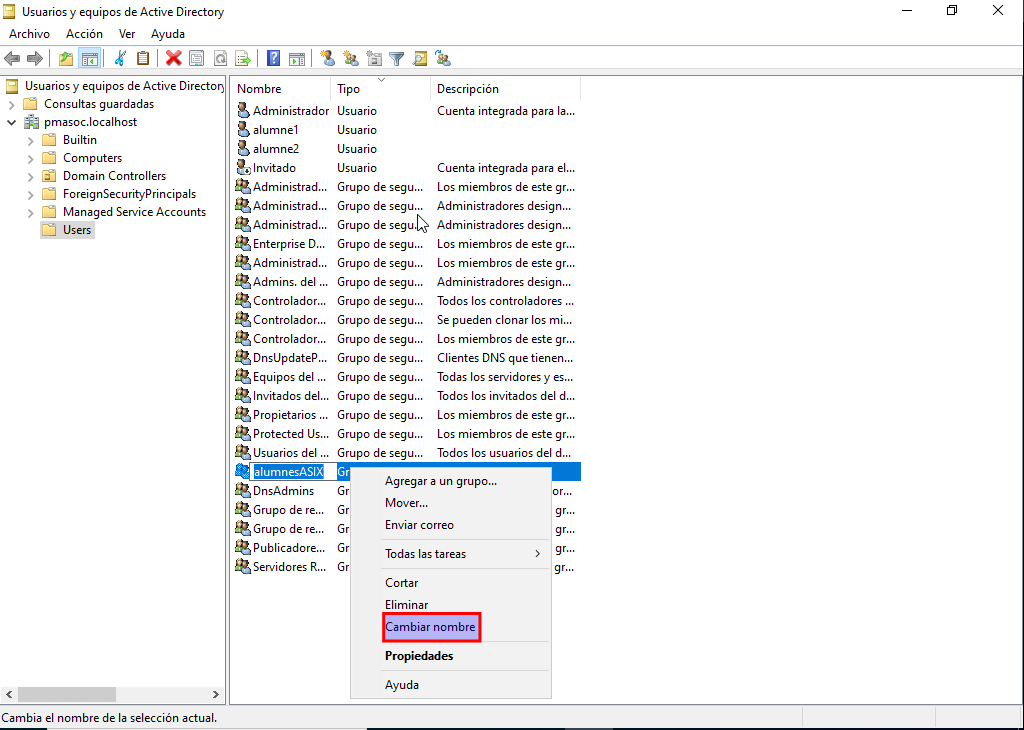 Usuarios y equipos de Active Directory
Archivo Acción Ver Ayuda
Usuarios y equipos de Active Directory
Consultas guardadas
pmasoc.localhost
Builtin
Computers
Domain Controllers
ForeignSecurityPrincipals
Managed Service Accounts
Users
Nombre Tipo Descripción
Administrador Usuario Cuenta integrada para la...
alumne1 Usuario
alumne2 Usuario
Invitado Usuario Cuenta integrada para el...
Administrad... Grupo de segu... Los miembros de este gr...
Administrad... Grupo de segu... Administradores design...
Administrad... Grupo de segu... Administradores design...
Enterprise D... Grupo de segu... Los miembros de este gr...
Administrad... Grupo de segu... Los miembros de este gr...
Admins. del ... Grupo de segu... Administradores design...
Controlador... Grupo de segu... Todos los controladores ...
Controlador... Grupo de segu... Se pueden clonar los mi...
Controlador... Grupo de segu... Los miembros de este gr...
DnsUpdateP... Grupo de segu... Clientes DNS que tienen...
Equipos del ... Grupo de segu... Todas los servidores y es...
Invitados del... Grupo de segu... Todos los invitados del d...
Propietarios ... Grupo de segu... Los miembros de este gr...
Protected Us... Grupo de segu... Los miembros de este gr...
Usuarios del ... Grupo de segu... Todos los usuarios del d...
alumnesASIX Gr
DnsAdmins Gr or...
Grupo de re... Gr gr...
Grupo de re... Gr gr...
Publicadore... Gr gr...
Servidores R... Gr gr...
Agregar a un grupo...
Mover...
Enviar correo
Todas las tareas
Cortar
Eliminar
Cambiar nombre
Propiedades
Ayuda
Cambia el nombre de la selección actual.